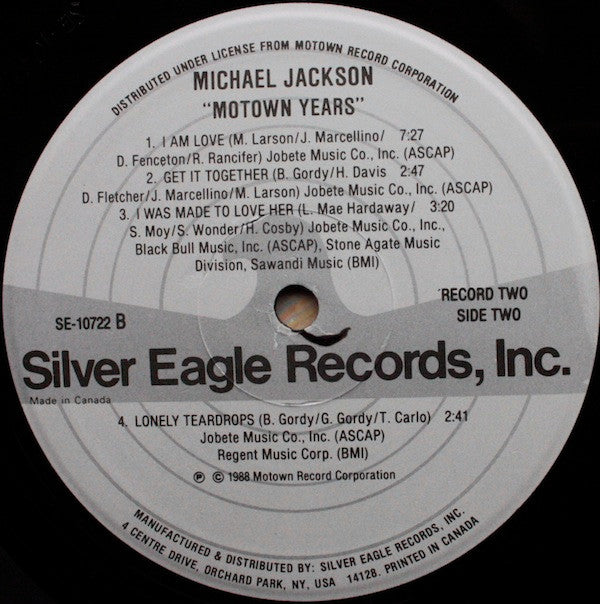 DISTRIBUTED UNDER LICENSE FROM MOTOWN RECORD CORPORATION
MICHAEL JACKSON
"MOTOWN YEARS"
1. I AM LOVE (M. Larson/J. Marcellino/ 7:27
D. Fenceton/R. Rancifer) Jobete Music Co., Inc. (ASCAP)
2. GET IT TOGETHER (B. Gordy/H. Davis 2:47
D. Fletcher/J. Marcellino/M. Larson) Jobete Music Co., Inc. (ASCAP)
3. I WAS MADE TO LOVE HER (L. Mae Hardaway/ 3:20
S. Moy/S. Wonder/H. Cosby) Jobete Music Co., Inc.,
Black Bull Music, Inc. (ASCAP), Stone Agate Music
Division, Sawandi Music (BMI)
SE-10722 B
RECORD TWO
SIDE TWO
Silver Eagle Records, Inc.
Made in Canada
4. LONELY TEARDROPS (B. Gordy/G. Gordy/T. Carlo) 2:41
Jobete Music Co., Inc. (ASCAP)
Regent Music Corp. (BMI)
℗ © 1988 Motown Record Corporation
MANUFACTURED & DISTRIBUTED BY: SILVER EAGLE RECORDS, INC.
4 CENTRE DRIVE, ORCHARD PARK, NY, USA 14128. PRINTED IN CANADA